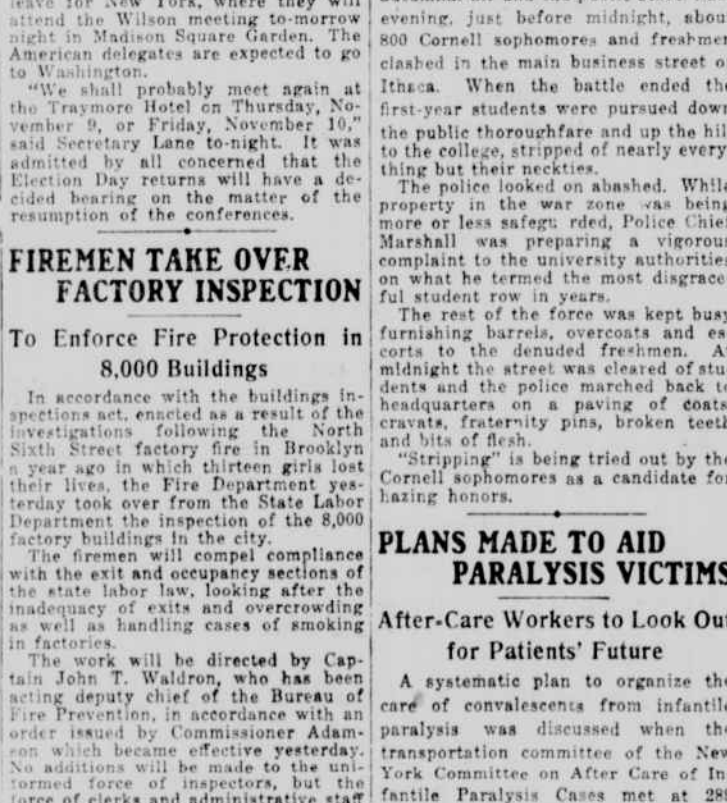 leave for New York, where they will
attend the Wilson meeting to-morrow
night in Madison Square Garden. The
American delegates are expected to go
to Washington.
"We shall probably meet again at
the Traymore Hotel on Thursday, No-
vember 9, or Friday, November 10,"
said Secretary Lane to-night. It was
admitted by all concerned that the
Election Day returns will have a de-
cided bearing on the matter of the
resumption of the conferences.
FIREMEN TAKE OVER
FACTORY INSPECTION
To Enforce Fire Protection in
8,000 Buildings
In accordance with the buildings in-
spections act, enacted as a result of the
investigations following the North
Sixth Street factory fire in Brooklyn
a year ago in which thirteen girls lost
their lives, the Fire Department yes-
terday took over from the State Labor
Department the inspection of the 8,000
factory buildings in the city.
The firemen will compel compliance
with the exit and occupancy sections of
the state labor law, looking after the
inadequacy of exits and overcrowding
as well as handling cases of smoking
in factories.
The work will be directed by Cap-
tain John T. Waldron, who has been
acting deputy chief of the Bureau of
Fire Prevention, in accordance with an
order issued by Commissioner Adam-
son which became effective yesterday.
No additions will be made to the uni-
formed force of inspectors, but the
force of clerks and administrative staff
evening, just before midnight, abou
800 Cornell sophomores and freshmen
clashed in the main business street o
Ithaca. When the battle ended the
first-year students were pursued down
the public thoroughfare and up the hil
to the college, stripped of nearly every-
thing but their neckties.
The police looked on abashed. While
property in the war zone was being
more or less safegu rded, Police Chief
Marshall was preparing a vigorous
complaint to the university authorities
on what he termed the most disgrace-
ful student row in years.
The rest of the force was kept busy
furnishing barrels, overcoats and es-
corts to the denuded freshmen. A
midnight the street was cleared of stu-
dents and the police marched back to
headquarters on a paving of coats,
cravats, fraternity pins, broken teeth
and bits of flesh.
"Stripping" is being tried out by the
Cornell sophomores as a candidate for
hazing honors.
PLANS MADE TO AID
PARALYSIS VICTIMS
After-Care Workers to Look Out
for Patients' Future
A systematic plan to organize the
care of convalescents from infantile
paralysis was discussed when the
transportation committee of the New
York Committee on After Care of In-
fantile Paralysis Cases met at 28